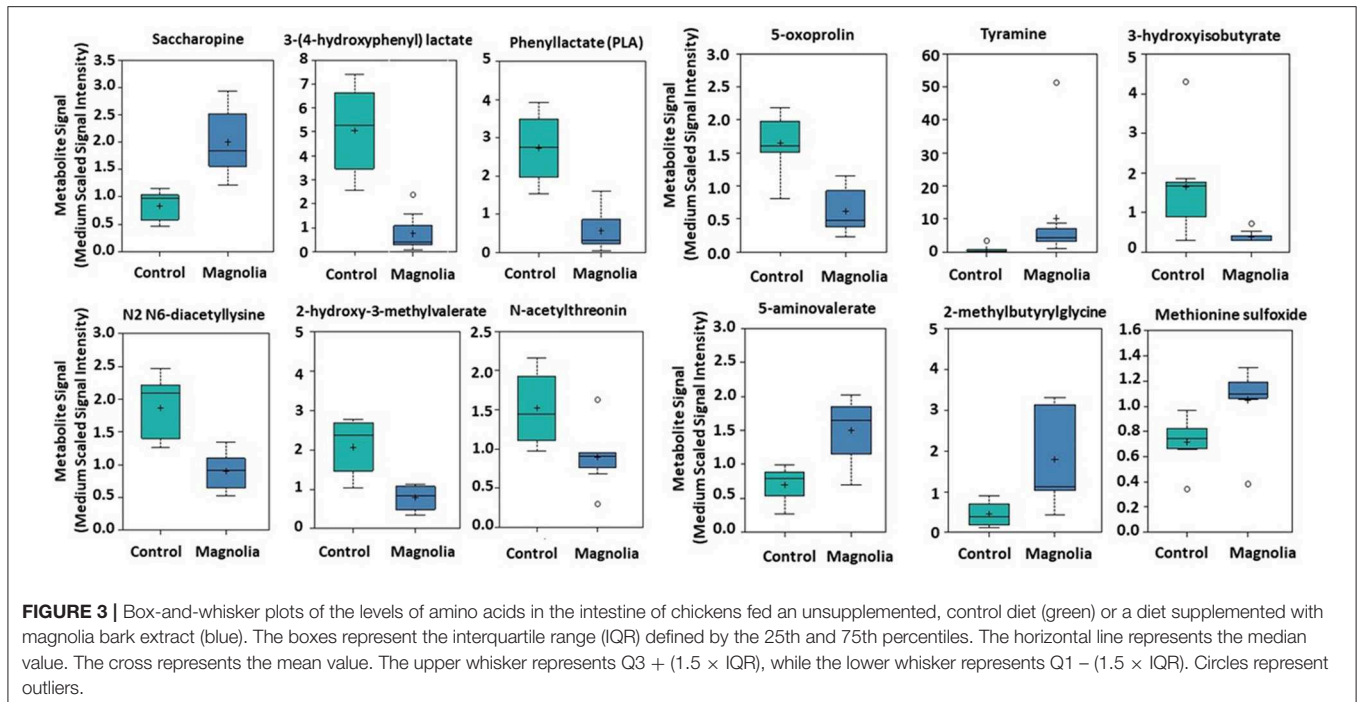 Saccharopine
3-(4-hydroxyphenyl) lactate
Phenyllactate (PLA)
5-oxoprolin
Tyramine
3-hydroxyisobutyrate
Metabolite Signal
(Medium Scaled Signal Intensity)
3.5
3.0
2.5
2.0
1.5
1.0
0.5
0.0
Control Magnolia
8
7
6
5
4
3
2
1
0
Control Magnolia
5
4
3
2
1
0
Control Magnolia
Metabolite Signal
(Medium Scaled Signal Intensity)
3.0
2.5
2.0
1.5
1.0
0.5
0.0
Control Magnolia
60
50
40
30
20
10
0
Control Magnolia
5
4
3
2
1
0
Control Magnolia
N2 N6-diacetyllysine
2-hydroxy-3-methylvalerate
N-acetylthreonin
5-aminovalerate
2-methylbutyrylglycine
Methionine sulfoxide
Metabolite Signal
(Medium Scaled Signal Intensity)
3.0
2.5
2.0
1.5
1.0
0.5
0.0
Control Magnolia
5
4
3
2
1
0
Control Magnolia
2.5
2.0
1.5
1.0
0.5
0.0
Control Magnolia
Metabolite Signal
(Medium Scaled Signal Intensity)
3.0
2.5
2.0
1.5
1.0
0.5
0.0
Control Magnolia
5
4
3
2
1
0
Control Magnolia
1.6
1.4
1.2
1.0
0.8
0.6
0.4
0.2
0.0
Control Magnolia
FIGURE 3 | Box-and-whisker plots of the levels of amino acids in the intestine of chickens fed an unsupplemented, control diet (green) or a diet supplemented with
magnolia bark extract (blue). The boxes represent the interquartile range (IQR) defined by the 25th and 75th percentiles. The horizontal line represents the median
value. The cross represents the mean value. The upper whisker represents Q3 + (1.5 × IQR), while the lower whisker represents Q1 – (1.5 × IQR). Circles represent
outliers.